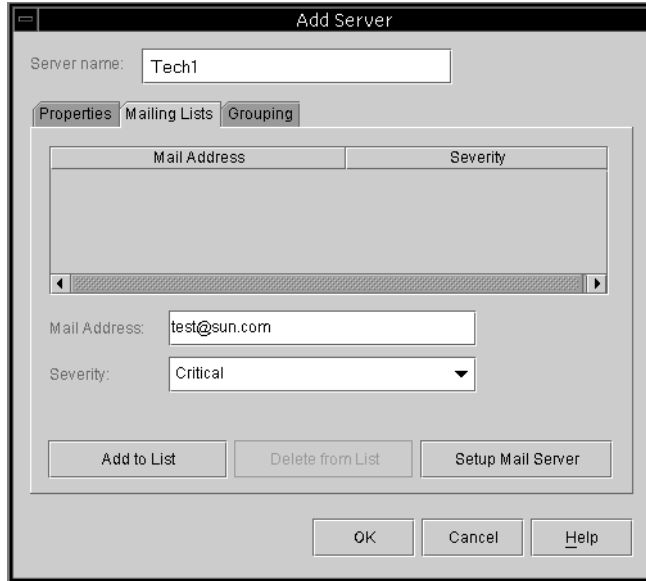 Add Server
Server name: Tech1
Properties Mailing Lists Grouping
Mail Address Severity
Mail Address: test@sun.com
Severity: Critical
Add to List Delete from List Setup Mail Server
OK Cancel Help